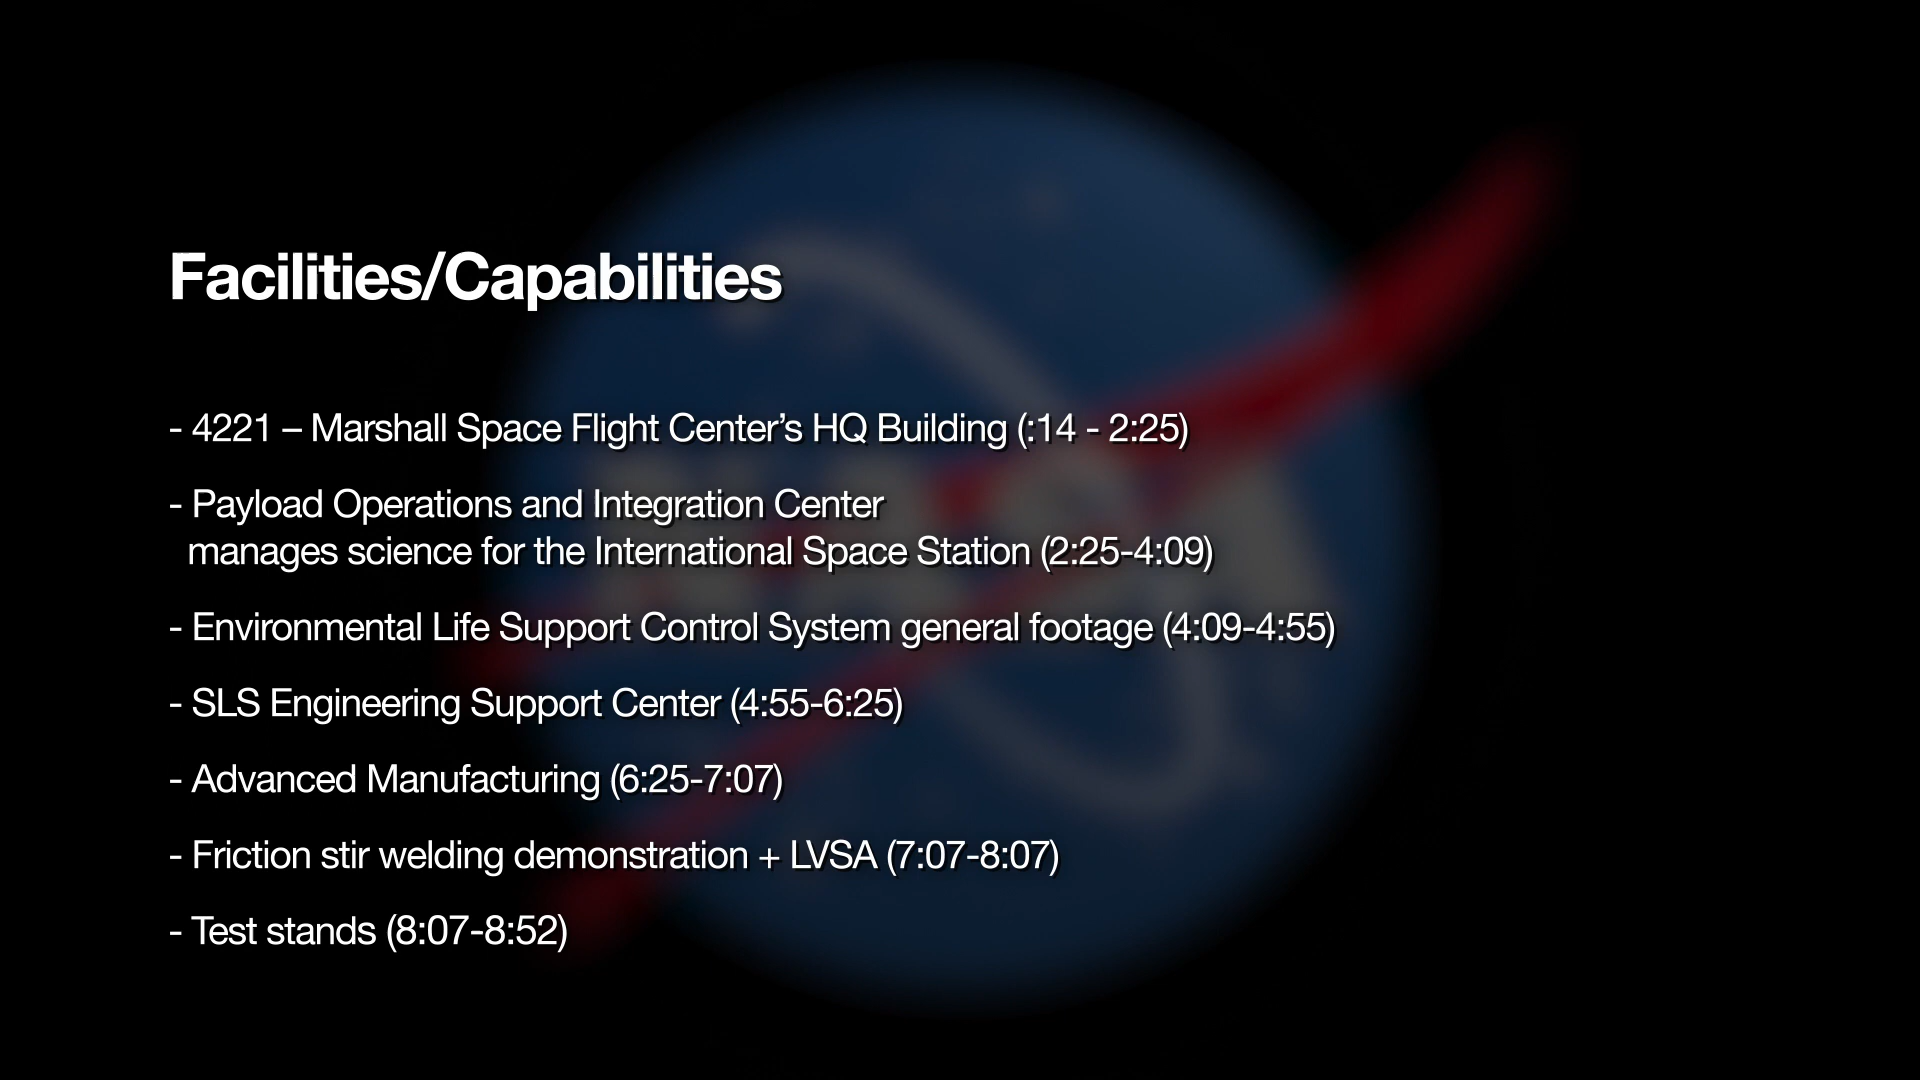 Facilities/Capabilities
- 4221 – Marshall Space Flight Center’s HQ Building (:14 - 2:25)
- Payload Operations and Integration Center
manages science for the International Space Station (2:25-4:09)
- Environmental Life Support Control System general footage (4:09-4:55)
- SLS Engineering Support Center (4:55-6:25)
- Advanced Manufacturing (6:25-7:07)
- Friction stir welding demonstration + LVSA (7:07-8:07)
- Test stands (8:07-8:52)